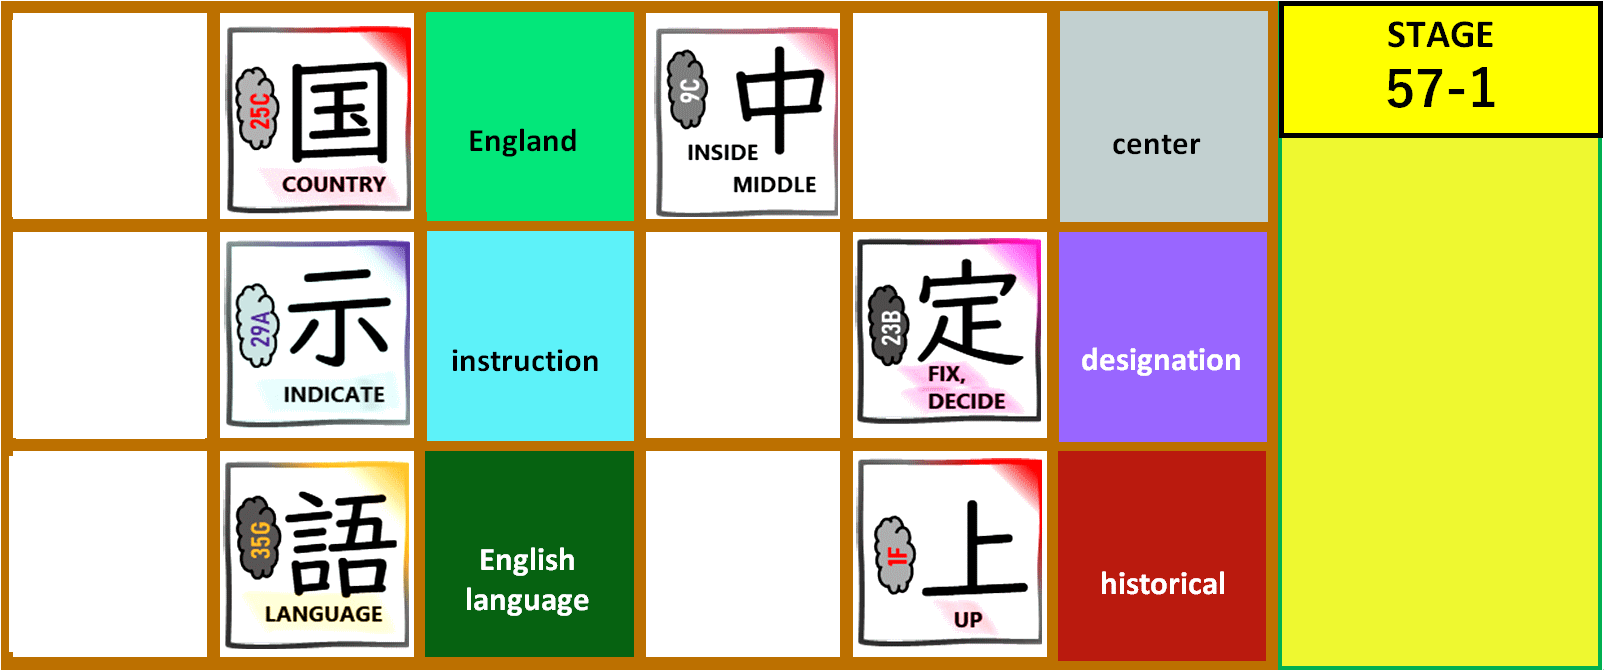 25C
国
COUNTRY
England
9C
中
INSIDE
MIDDLE
center
STAGE
57-1
29A
示
INDICATE
instruction
23B
定
FIX,
DECIDE
designation
35G
語
LANGUAGE
English
language
1F
上
UP
historical